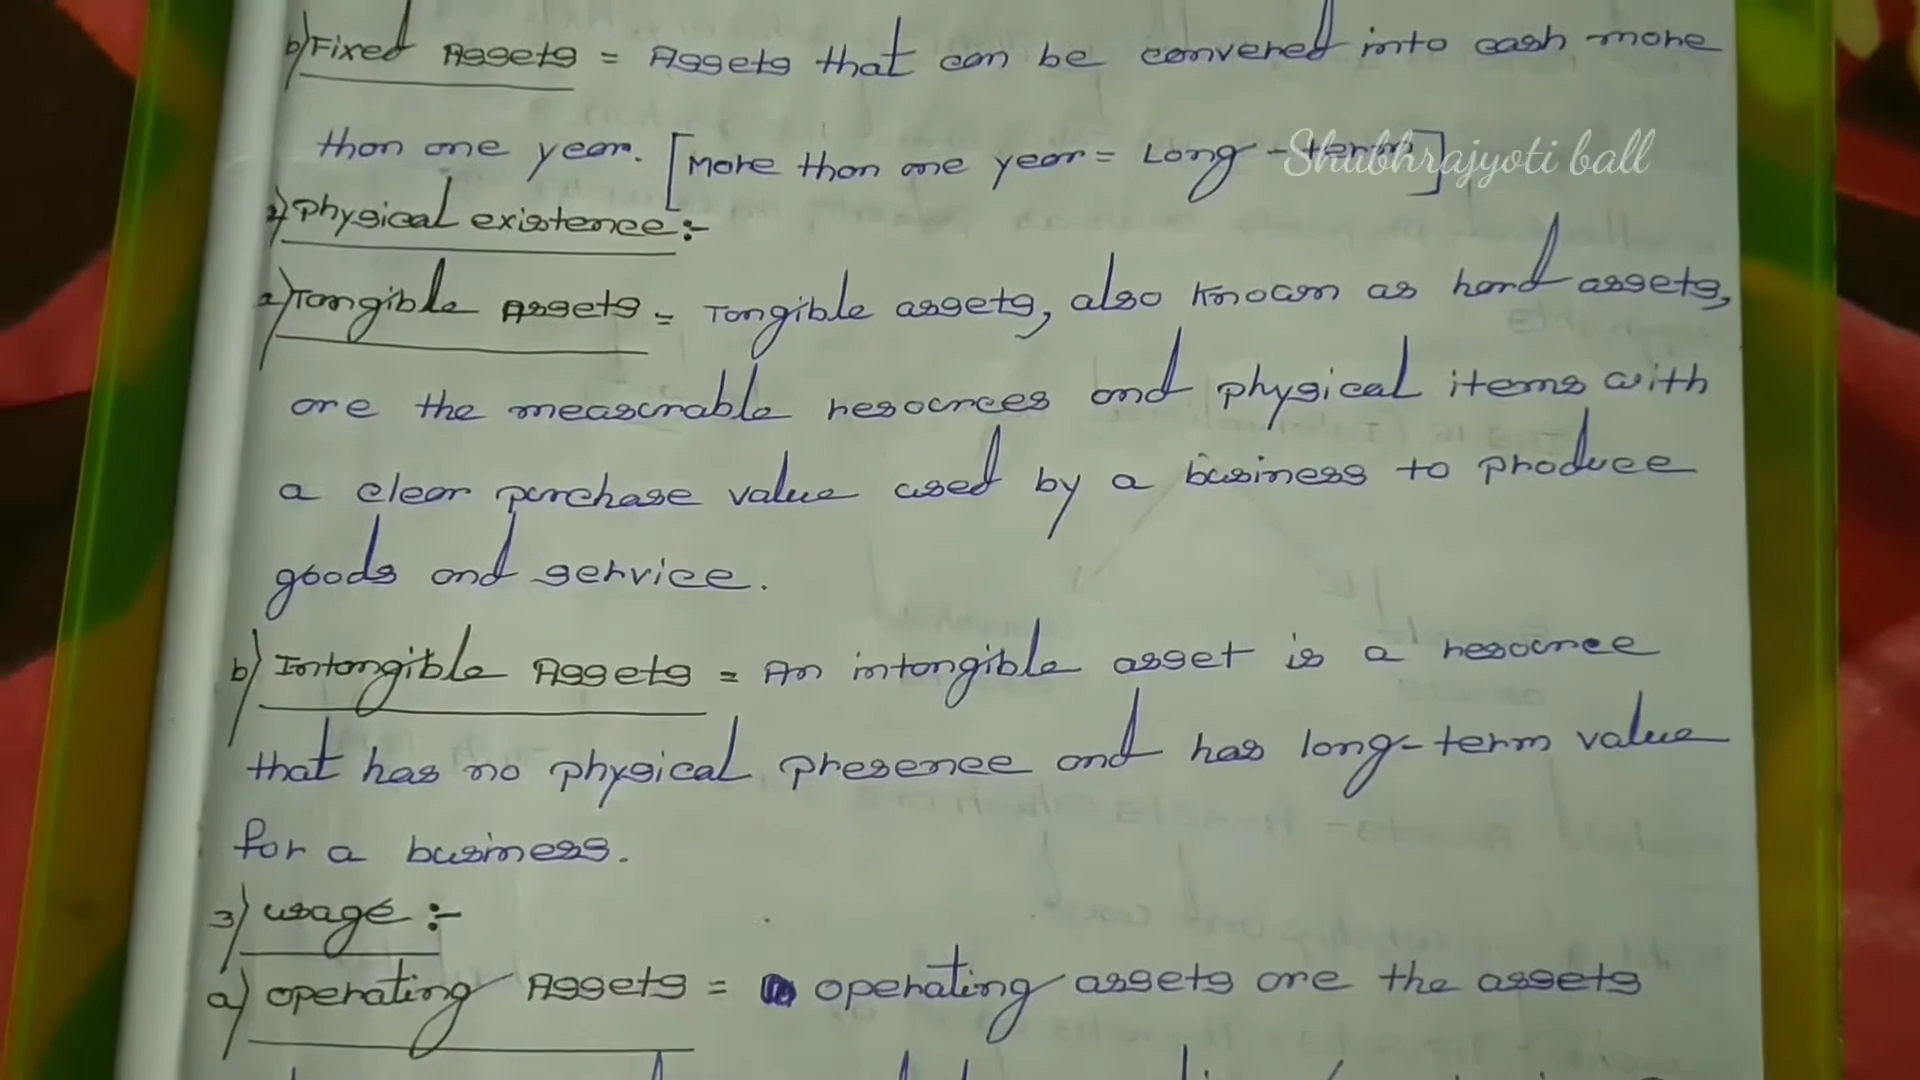 b) Fixed Assets = Assets that can be convered into cash more
than one year. [More than one year = Long-term]
Shubhrajyoti ball
2) Physical existence :-
a) Tangible Assets = Tangible assets, also known as hard assets,
are the measurable resources and physical items with
a clear purchase value used by a business to produce
goods and service.
b) Intangible Assets = An intangible asset is a resource
that has no physical presence and has long-term value
for a business.
3) usage :-
a) operating Assets = operating assets are the assets